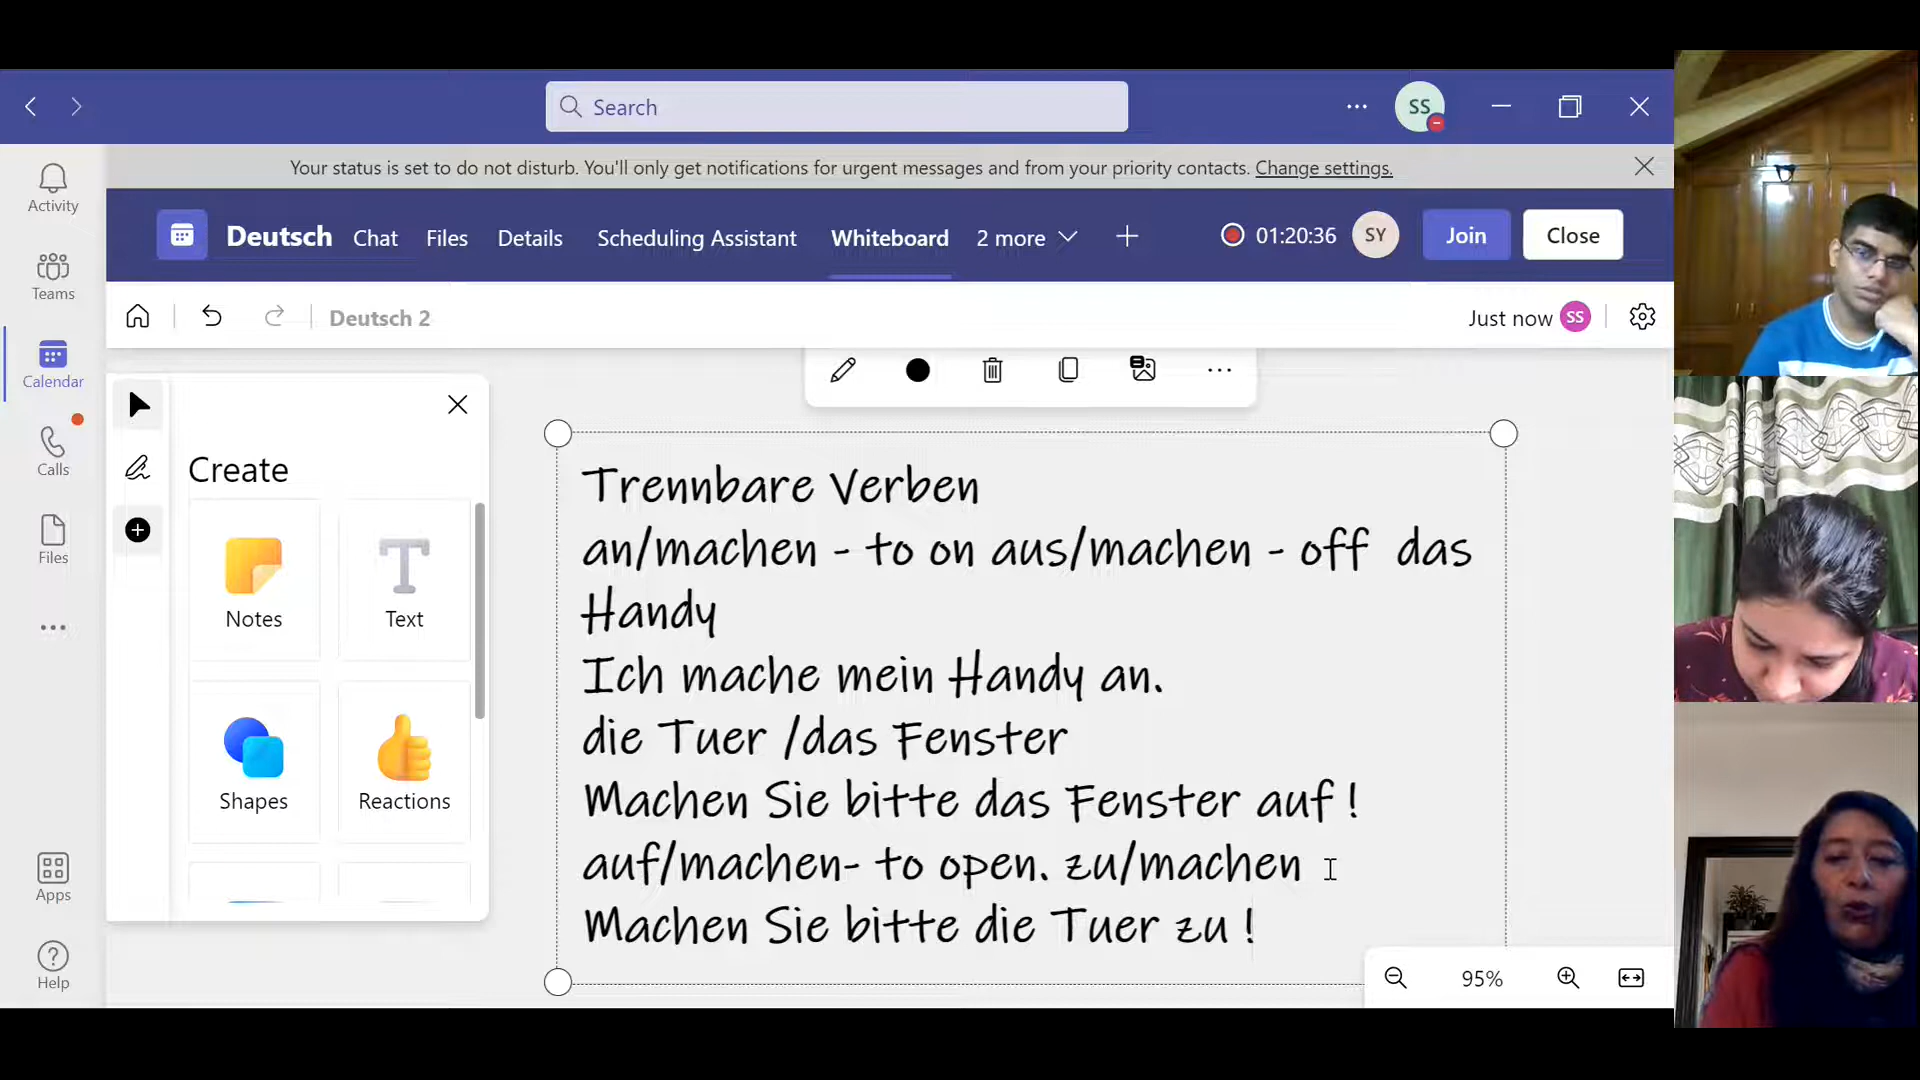 Search
SS
Your status is set to do not disturb. You'll only get notifications for urgent messages and from your priority contacts. Change settings.
Activity
Teams
Calendar
Calls
Files
Apps
Help
Deutsch Chat Files Details Scheduling Assistant Whiteboard 2 more 01:20:36 SY Join Close
Deutsch 2
Just now SS
Create
Notes
Text
Shapes
Reactions
Trennbare Verben
an/machen - to on aus/machen - off das
Handy
Ich mache mein Handy an.
die Tuer /das Fenster
Machen Sie bitte das Fenster auf !
auf/machen- to open. zu/machen
Machen Sie bitte die Tuer zu !
95%